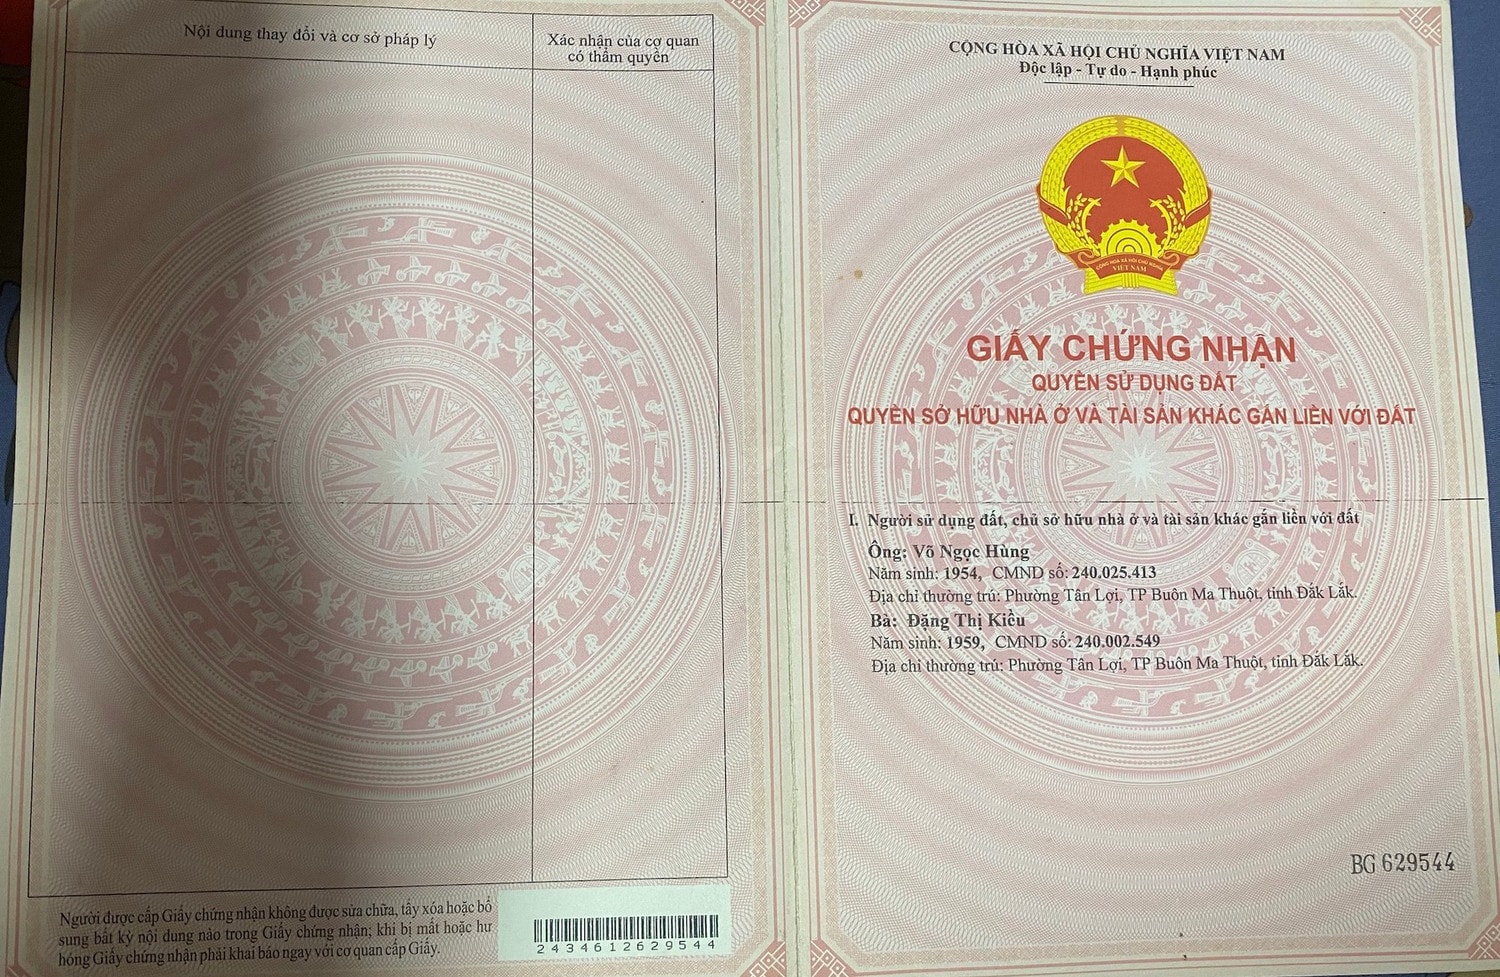 Nội dung thay đổi và cơ sở pháp lý
Xác nhận của cơ quan
có thẩm quyền
Người được cấp Giấy chứng nhận không được sửa chữa, tẩy xóa hoặc bổ
sung bất kỳ nội dung nào trong Giấy chứng nhận; khi bị mất hoặc hư
hỏng Giấy chứng nhận phải khai báo ngay với cơ quan cấp Giấy.
2434612629544
CỘNG HÒA XÃ HỘI CHỦ NGHĨA VIỆT NAM
Độc lập - Tự do - Hạnh phúc
CỘNG HÒA XÃ HỘI CHỦ NGHĨA
VIỆT NAM
GIẤY CHỨNG NHẬN
QUYỀN SỬ DỤNG ĐẤT
QUYỀN SỞ HỮU NHÀ Ở VÀ TÀI SẢN KHÁC GẮN LIỀN VỚI ĐẤT
I. Người sử dụng đất, chủ sở hữu nhà ở và tài sản khác gắn liền với đất
Ông: Võ Ngọc Hùng
Năm sinh: 1954, CMND số: 240.025.413
Địa chỉ thường trú: Phường Tân Lợi, TP Buôn Ma Thuột, tỉnh Đắk Lắk.
Bà: Đặng Thị Kiều
Năm sinh: 1959, CMND số: 240.002.549
Địa chỉ thường trú: Phường Tân Lợi, TP Buôn Ma Thuột, tỉnh Đắk Lắk.
BG 629544